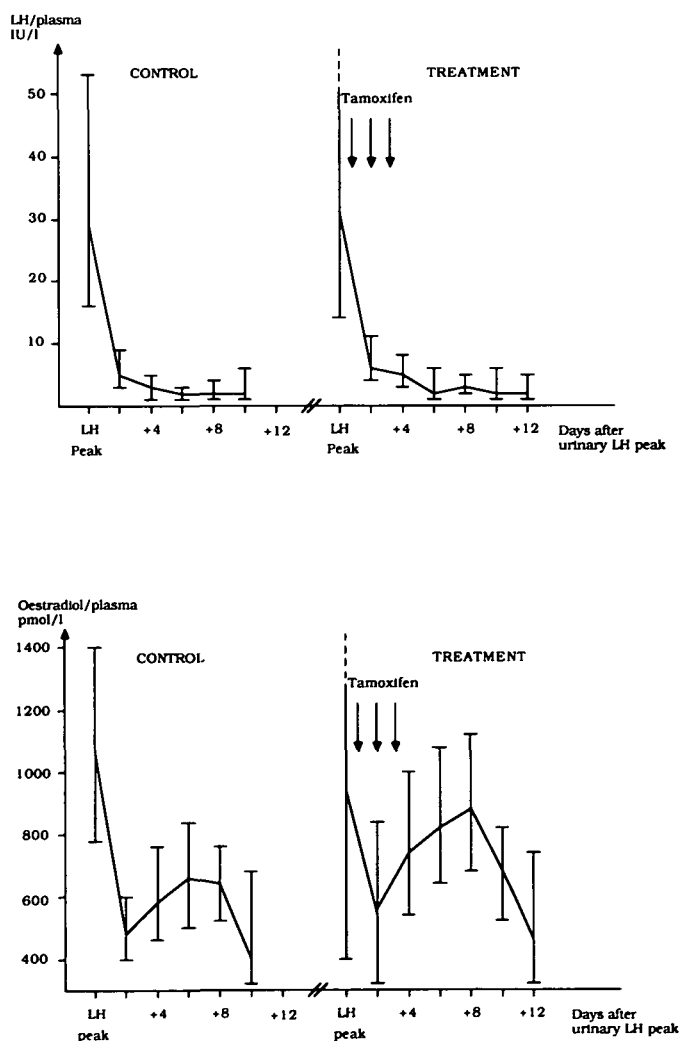 LH/plasma
IU/l
CONTROL
TREATMENT
Tamoxifen
50
40
30
20
10
LH
Peak
+4
+8
+12
LH
Peak
+4
+8
+12
Days after
urinary LH peak
Oestradiol/plasma
pmol/l
CONTROL
TREATMENT
Tamoxifen
1400
1200
1000
800
600
400
LH
peak
+4
+8
+12
LH
peak
+4
+8
+12
Days after
urinary LH peak